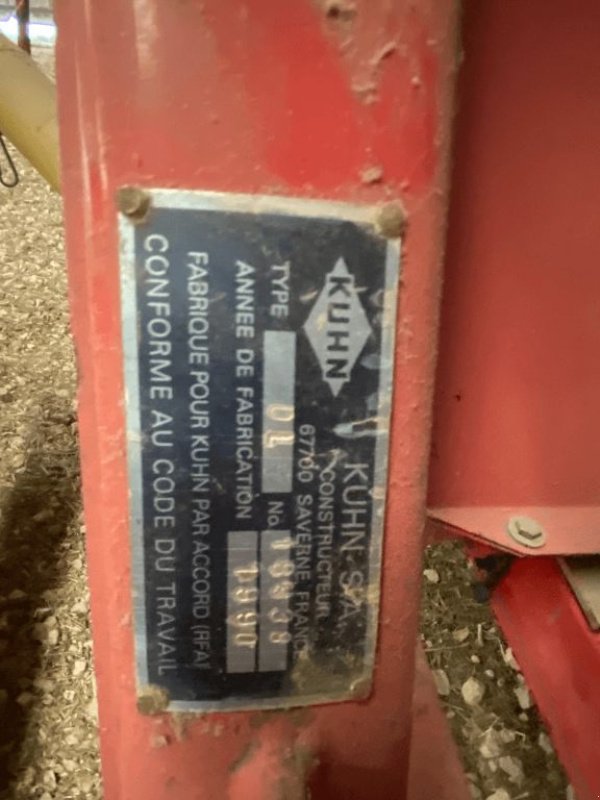 KUHN
KUHN S.A.
CONSTRUCTEUR
67700 SAVERNE FRANCE
TYPE DL No
ANNEE DE FABRICATION
FABRIQUE POUR KUHN PAR ACCORD (RFA)
CONFORME AU CODE DU TRAVAIL